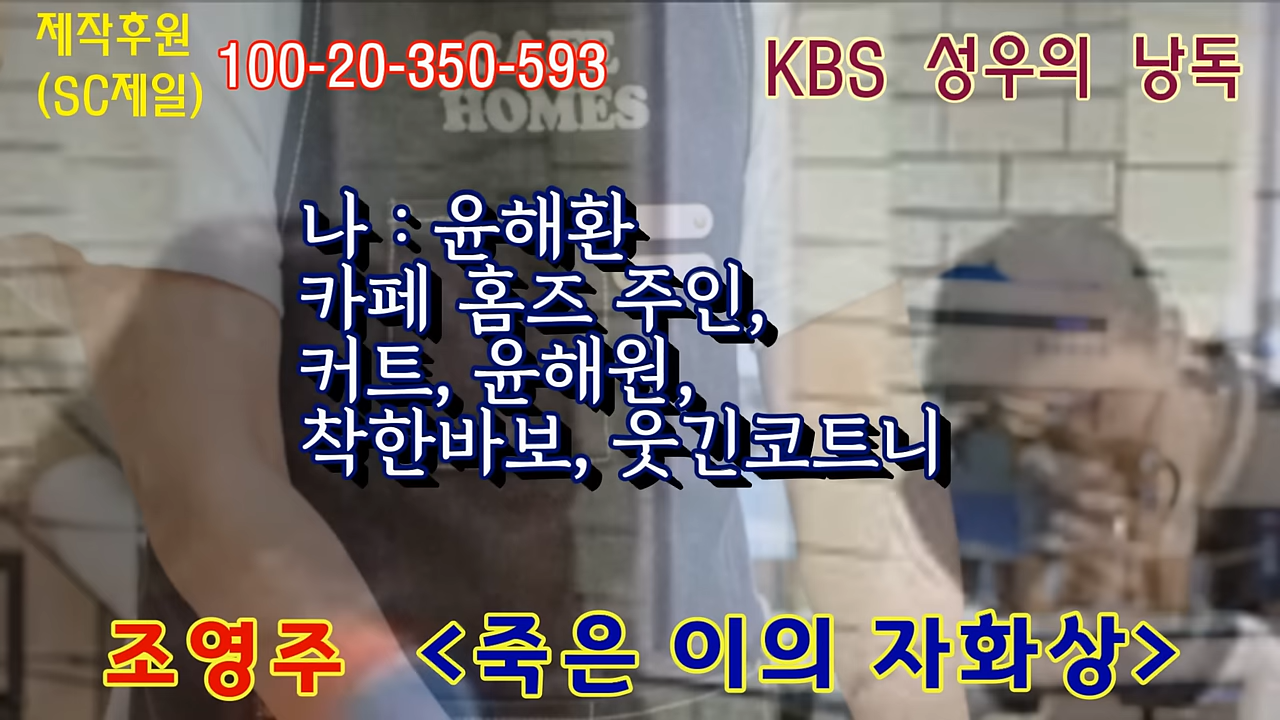 제작후원
(SC제일)
100-20-350-593
KBS 성우의 낭독
CAFE
HOMES
나 : 윤해환
카페 홈즈 주인,
커트, 윤해원,
착한바보, 웃긴코트니
조영주 <죽은 이의 자화상>